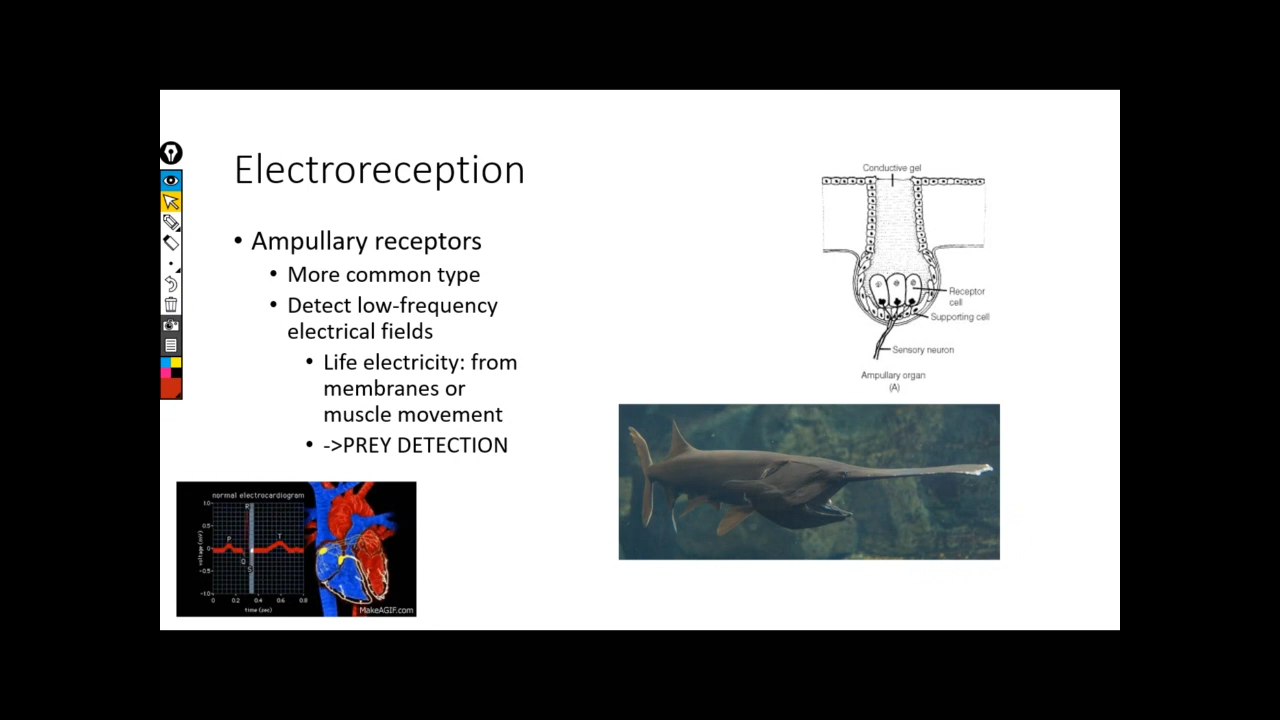 Electroreception
• Ampullary receptors
• More common type
• Detect low-frequency
electrical fields
• Life electricity: from
membranes or
muscle movement
• ->PREY DETECTION
Conductive gel
Receptor
cell
Supporting cell
Sensory neuron
Ampullary organ
(A)
normal electrocardiogram
voltage (mV)
1.0
0.5
0
-0.5
-1.0
R
P
T
Q
S
0 0.2 0.4 0.6 0.8
time (sec)
MakeAGIF.com